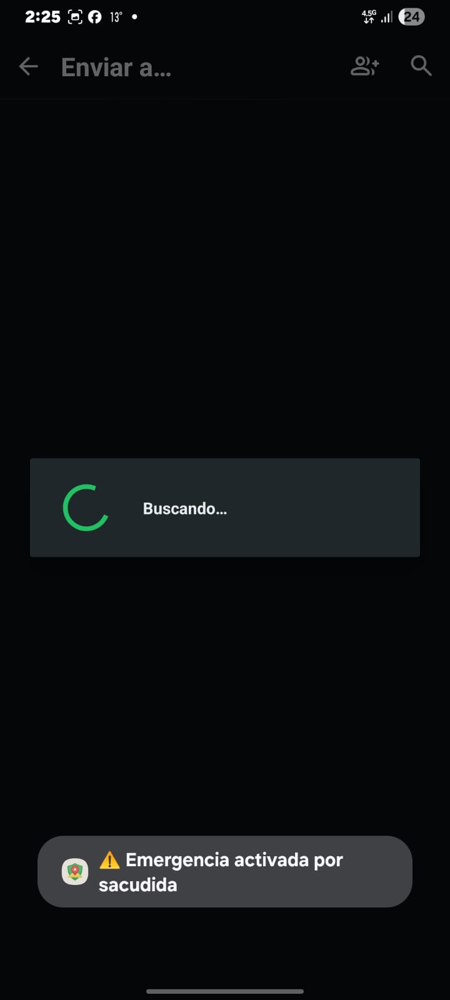 2:25 13° 4.5G 24
Enviar a...
Buscando...
⚠️ Emergencia activada por
sacudida